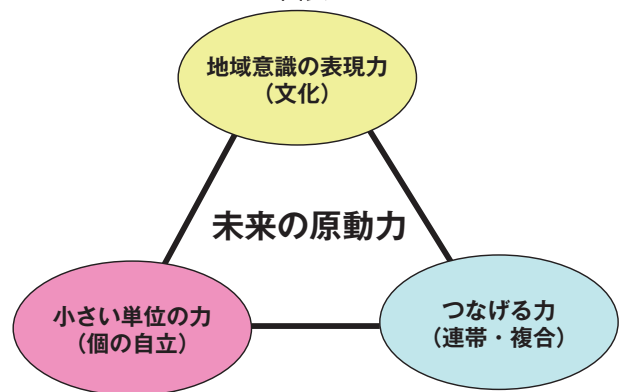 地域意識の表現力
（文化）
未来の原動力
小さい単位の力
（個の自立）
つなげる力
（連帯・複合）